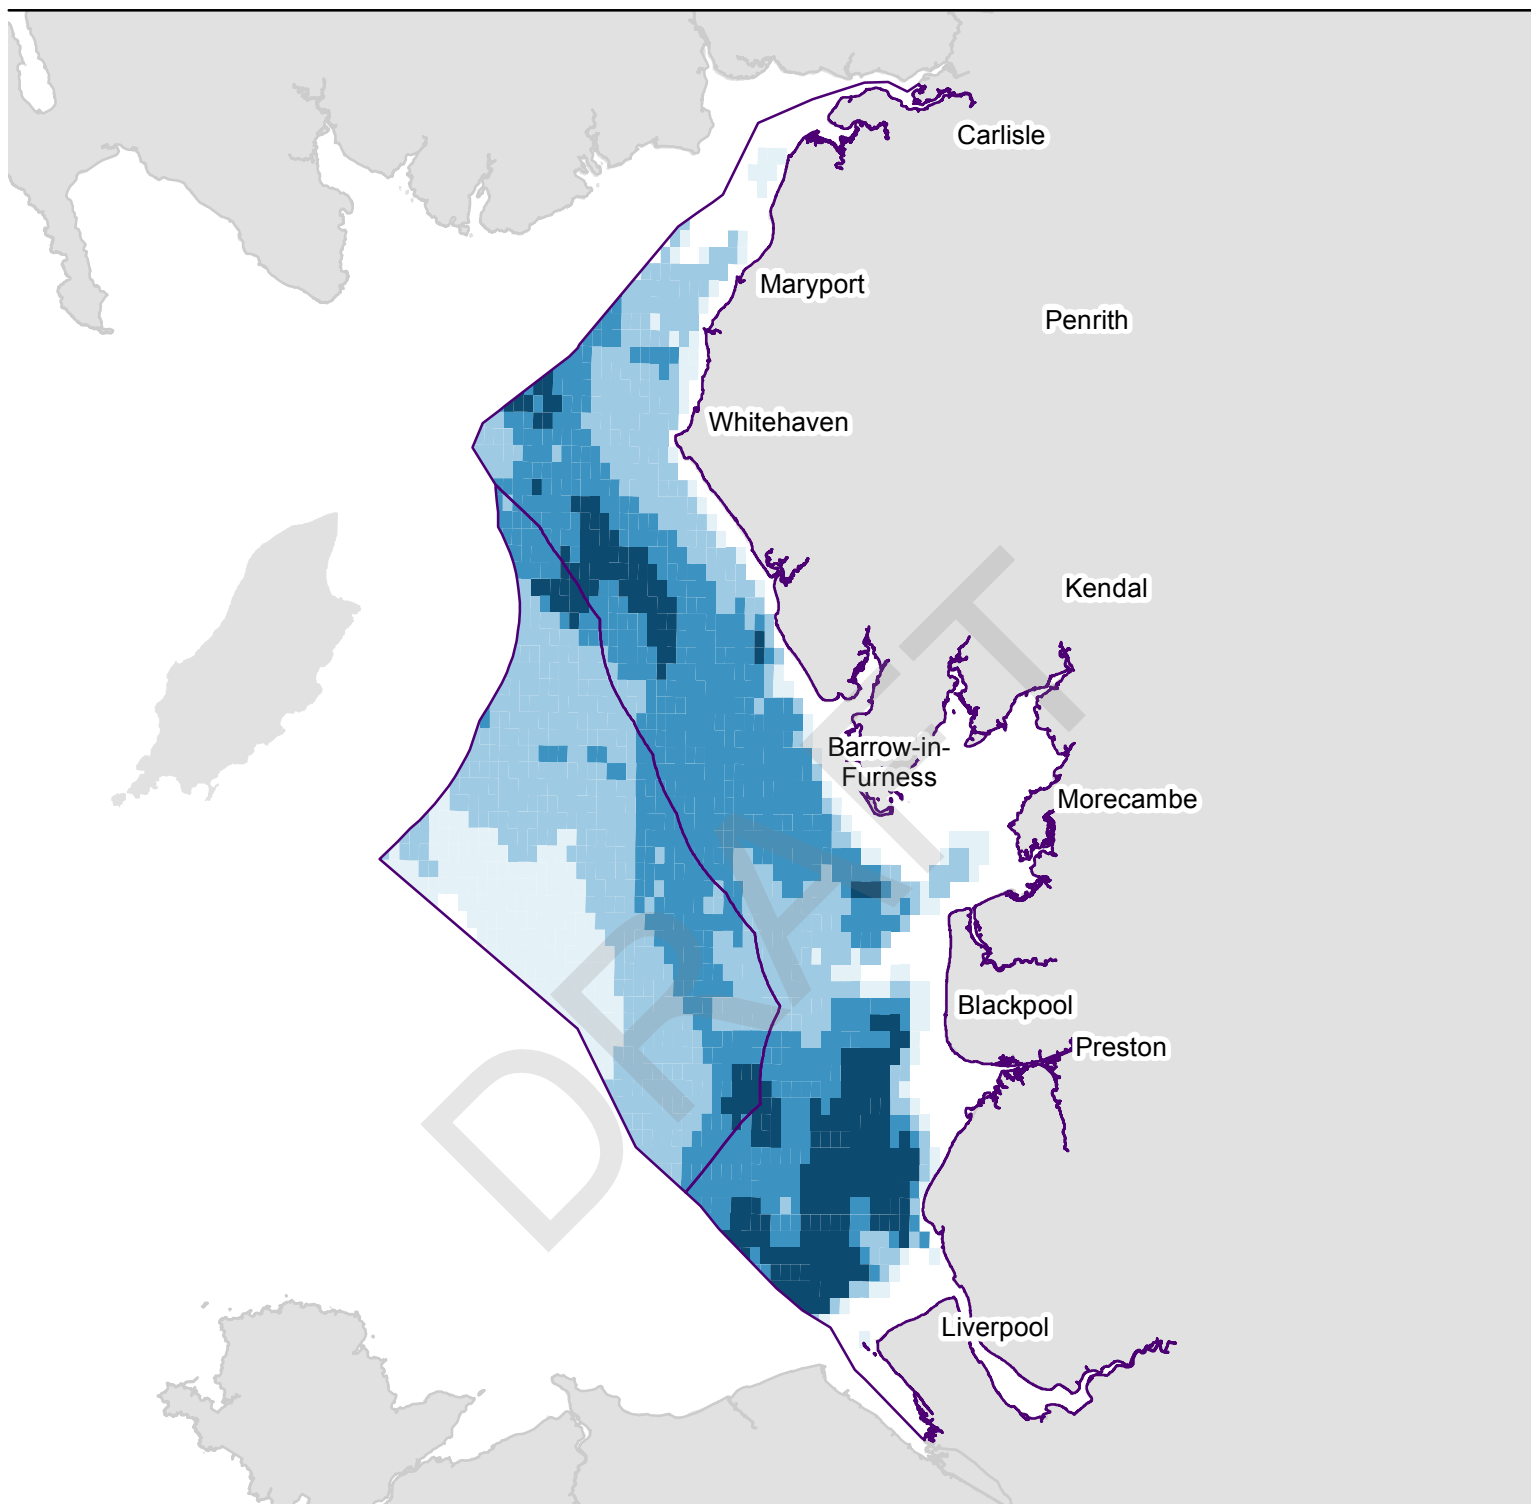 Carlisle
Maryport
Penrith
Whitehaven
Kendal
Barrow-in-
Furness
Morecambe
Blackpool
Preston
Liverpool
DRAFT